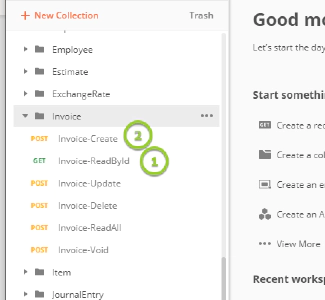 + New Collection Trash
Employee
Estimate
ExchangeRate
Invoice
POST Invoice-Create 2
GET Invoice-ReadById 1
POST Invoice-Update
POST Invoice-Delete
POST Invoice-ReadAll
POST Invoice-Void
Item
JournalEntry
Good mo
Let's start the day
Start somethin
GET Create a re
Create a col
Create an e
Create an A
View More
Recent worksp